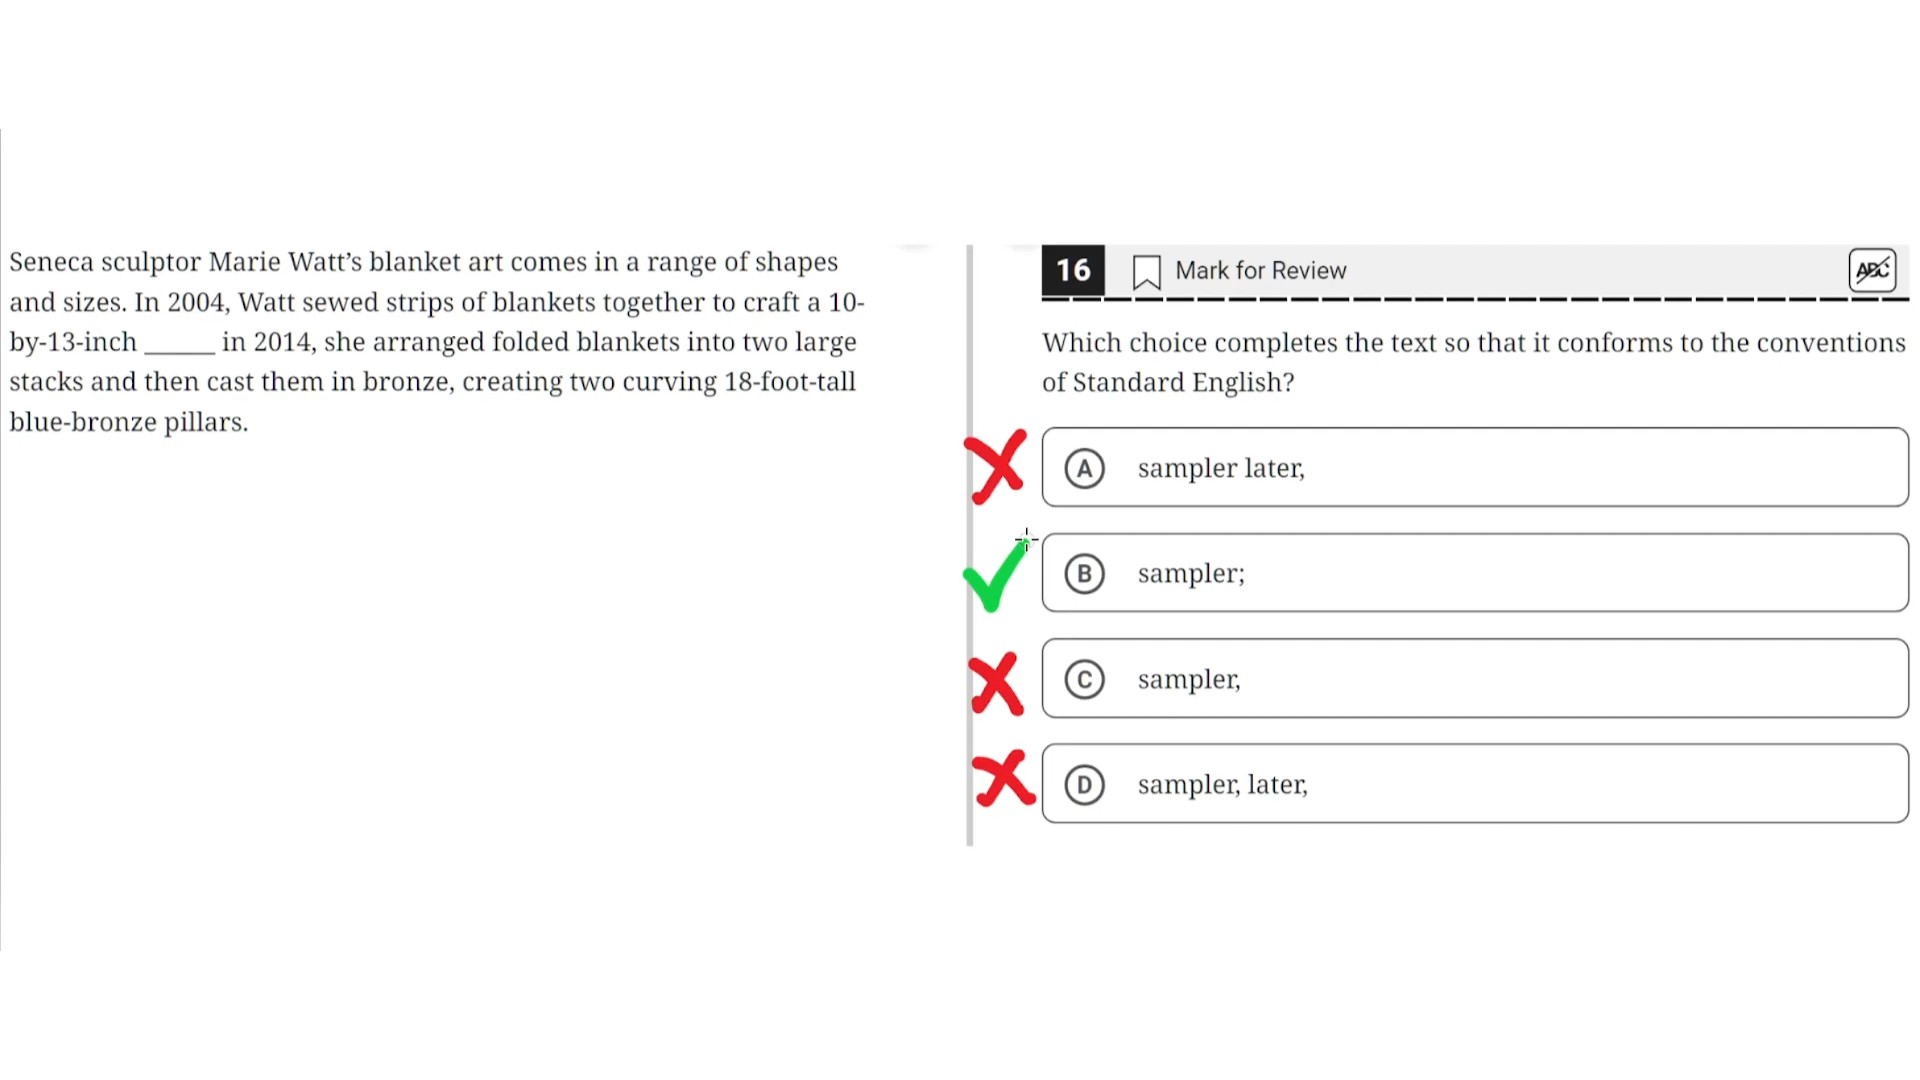 Seneca sculptor Marie Watt’s blanket art comes in a range of shapes
and sizes. In 2004, Watt sewed strips of blankets together to craft a 10-
by-13-inch ______ in 2014, she arranged folded blankets into two large
stacks and then cast them in bronze, creating two curving 18-foot-tall
blue-bronze pillars.
16 Mark for Review ABC
Which choice completes the text so that it conforms to the conventions
of Standard English?
A sampler later,
B sampler;
C sampler,
D sampler, later,